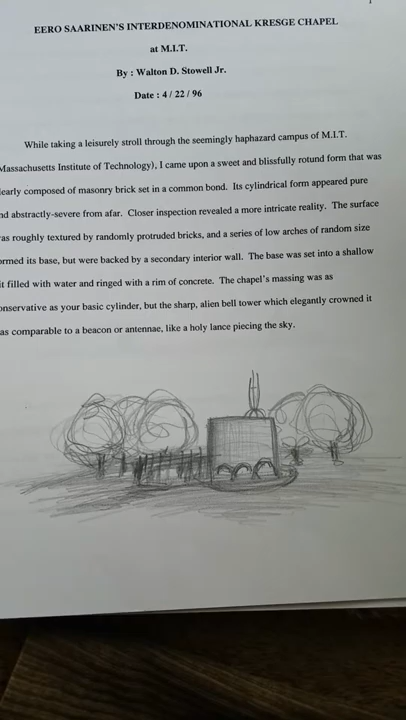 EERO SAARINEN'S INTERDENOMINATIONAL KRESGE CHAPEL
at M.I.T.
By : Walton D. Stowell Jr.
Date : 4 / 22 / 96
While taking a leisurely stroll through the seemingly haphazard campus of M.I.T.
Massachusetts Institute of Technology), I came upon a sweet and blissfully rotund form that was
learly composed of masonry brick set in a common bond. Its cylindrical form appeared pure
nd abstractly-severe from afar. Closer inspection revealed a more intricate reality. The surface
as roughly textured by randomly protruded bricks, and a series of low arches of random size
ormed its base, but were backed by a secondary interior wall. The base was set into a shallow
it filled with water and ringed with a rim of concrete. The chapel's massing was as
onservative as your basic cylinder, but the sharp, alien bell tower which elegantly crowned it
as comparable to a beacon or antennae, like a holy lance piecing the sky.